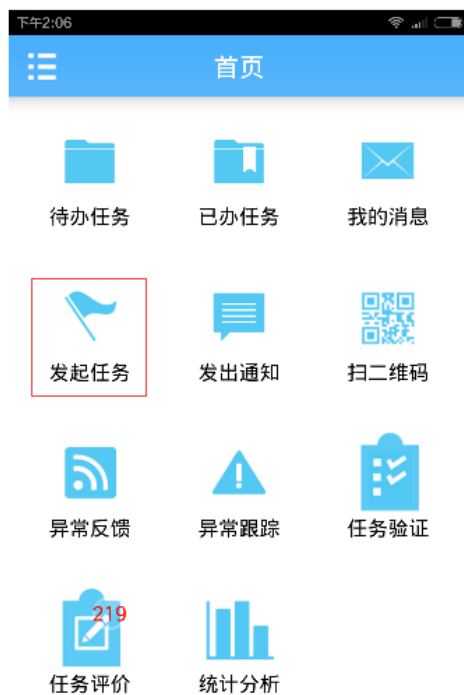 下午2:06
首页
待办任务 已办任务 我的消息
发起任务 发出通知 扫二维码
异常反馈 异常跟踪 任务验证
219
任务评价 统计分析